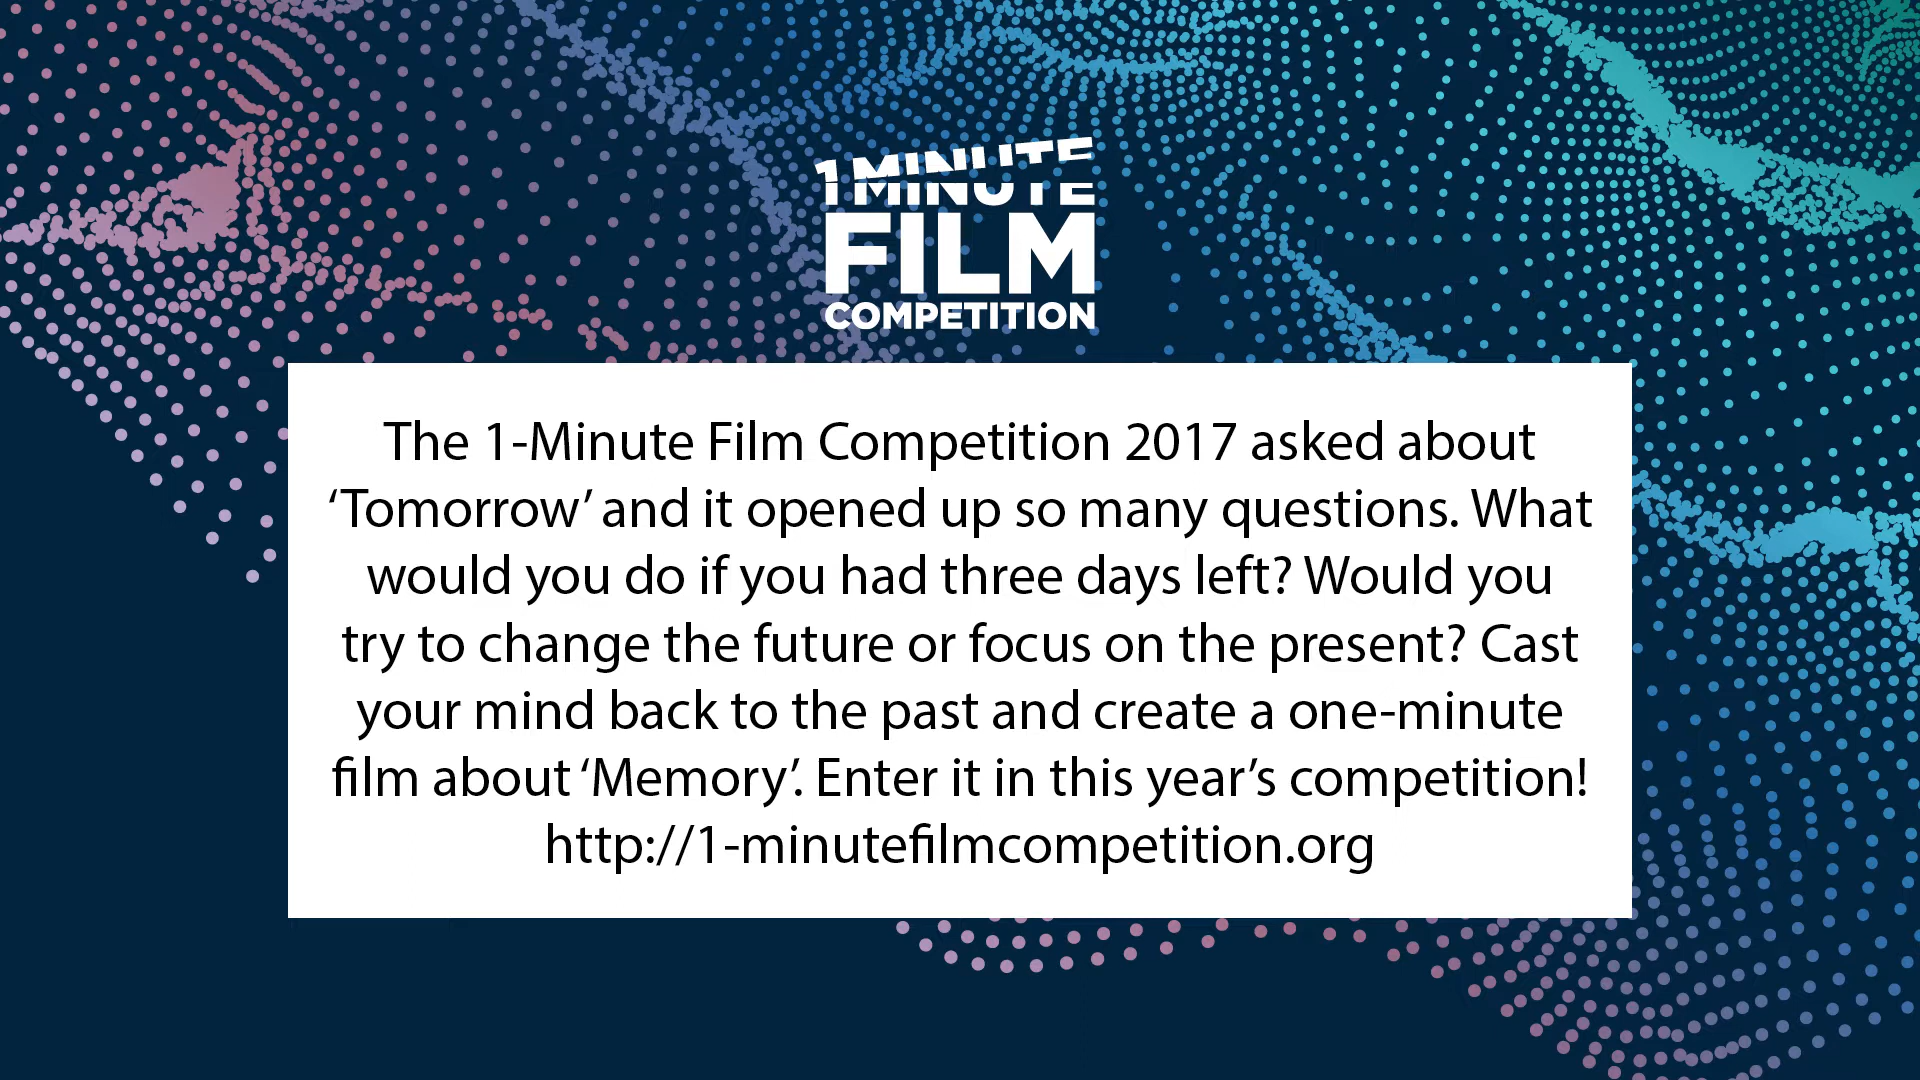 1 MINUTE
FILM
COMPETITION
The 1-Minute Film Competition 2017 asked about
‘Tomorrow’ and it opened up so many questions. What
would you do if you had three days left? Would you
try to change the future or focus on the present? Cast
your mind back to the past and create a one-minute
film about ‘Memory’. Enter it in this year’s competition!
http://1-minutefilmcompetition.org